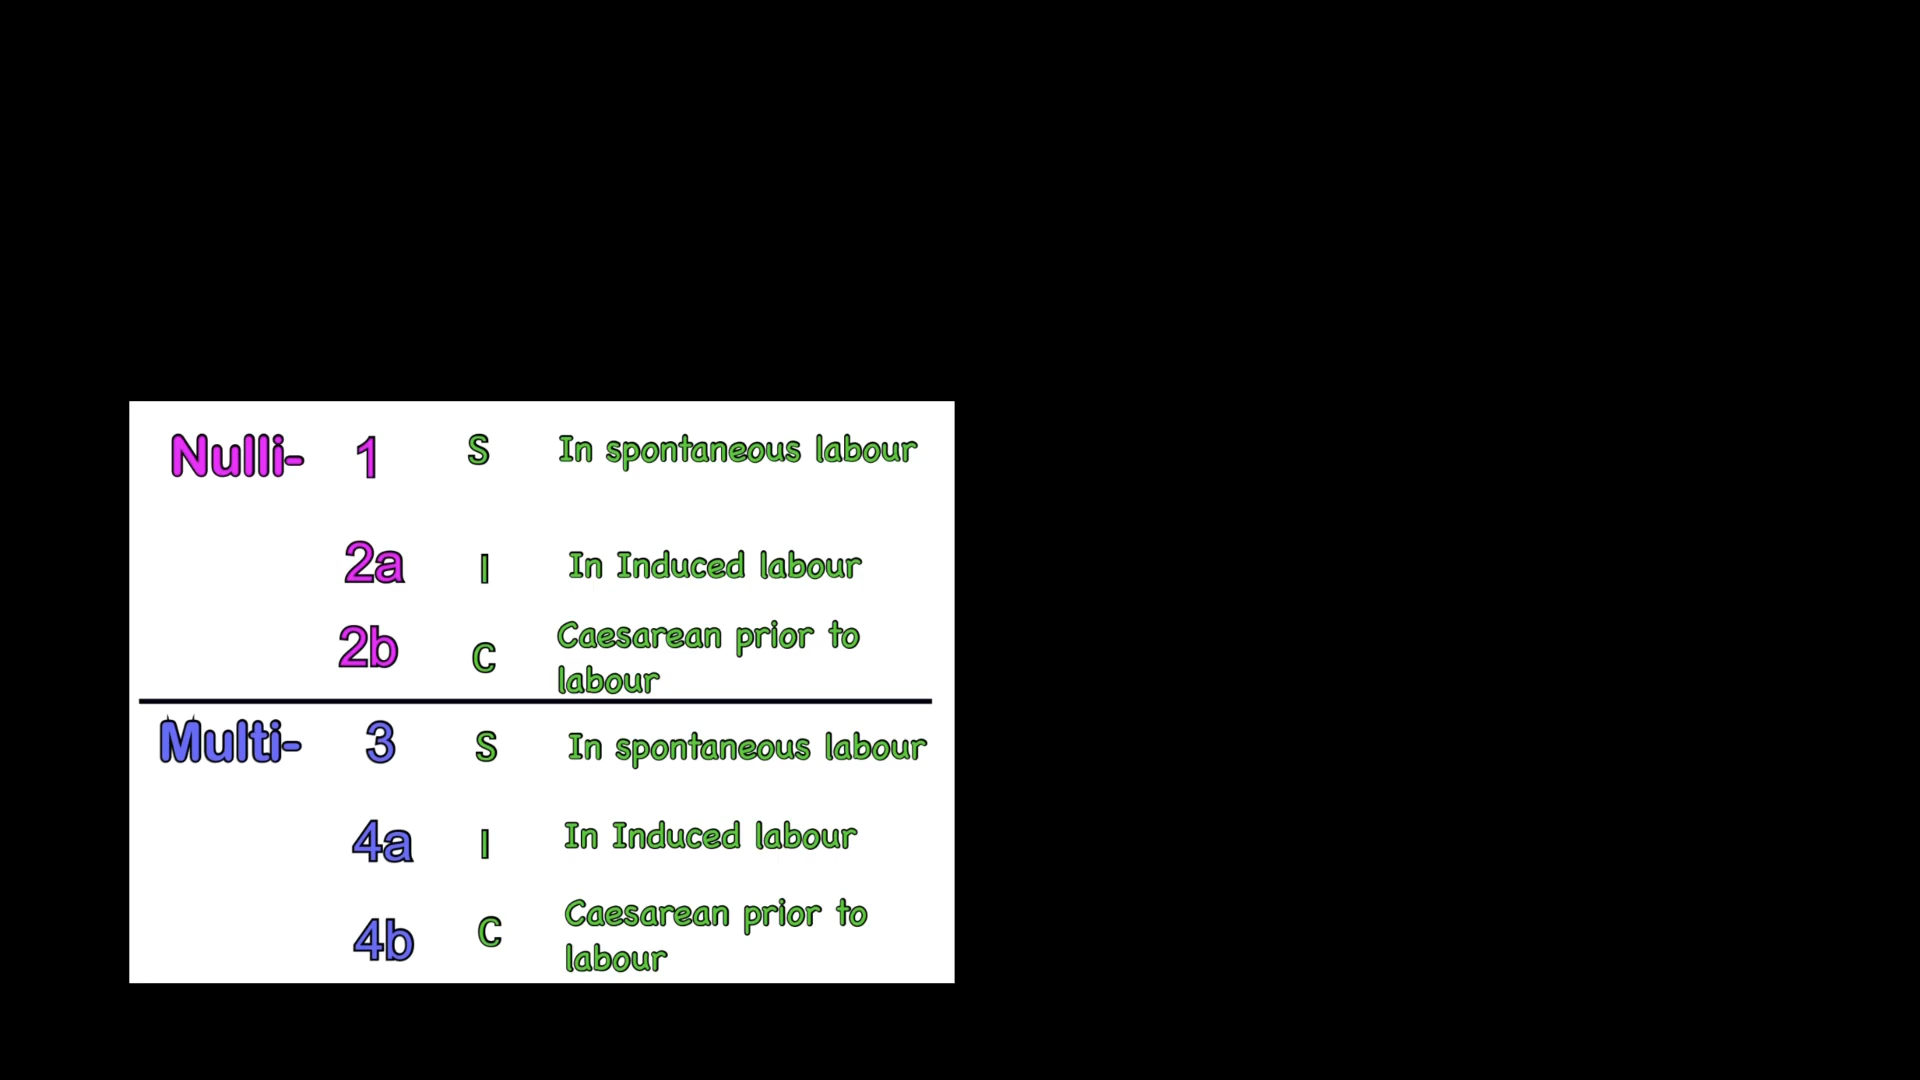 Nulli- 1 S In spontaneous labour
2a I In Induced labour
2b C Caesarean prior to
labour
Multi- 3 S In spontaneous labour
4a I In Induced labour
4b C Caesarean prior to
labour